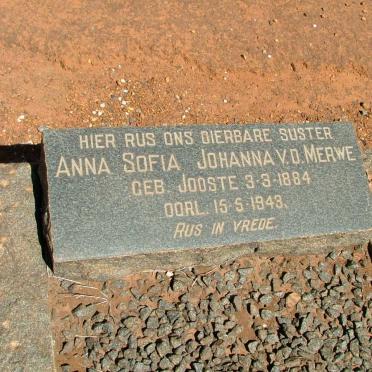 HIER RUS ONS DIERBARE SUSTER
ANNA SOFIA JOHANNA V.D. MERWE
GEB. JOOSTE 3-3-1884
OORL. 15-5-1943.
RUS IN VREDE.